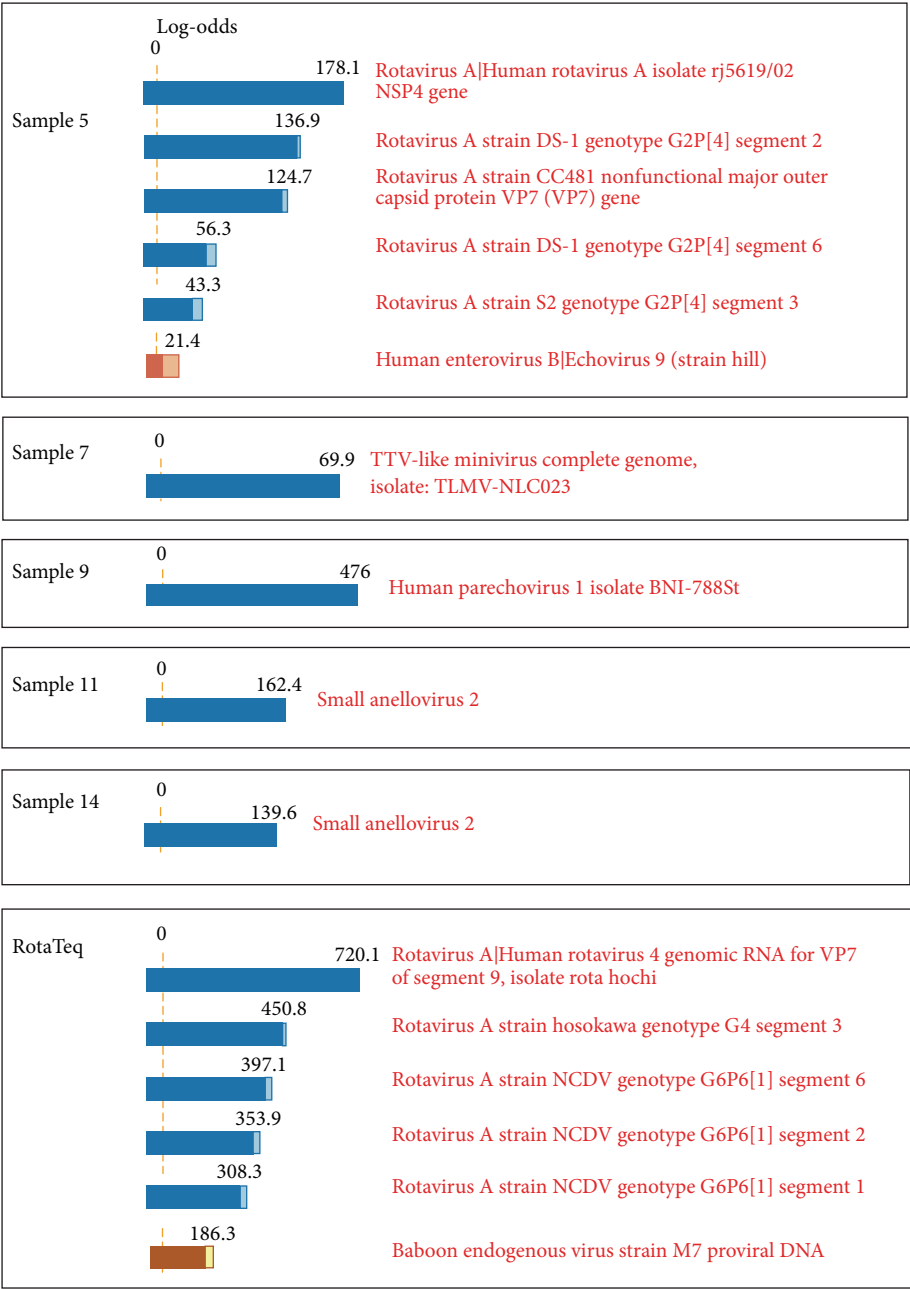 Log-odds
0
Sample 5
178.1
Rotavirus A|Human rotavirus A isolate rj5619/02
NSP4 gene
136.9
Rotavirus A strain DS-1 genotype G2P[4] segment 2
124.7
Rotavirus A strain CC481 nonfunctional major outer
capsid protein VP7 (VP7) gene
56.3
Rotavirus A strain DS-1 genotype G2P[4] segment 6
43.3
Rotavirus A strain S2 genotype G2P[4] segment 3
21.4
Human enterovirus B|Echovirus 9 (strain hill)
Sample 7
0
69.9
TTV-like minivirus complete genome,
isolate: TLMV-NLC023
Sample 9
0
476
Human parechovirus 1 isolate BNI-788St
Sample 11
0
162.4
Small anellovirus 2
Sample 14
0
139.6
Small anellovirus 2
RotaTeq
0
720.1
Rotavirus A|Human rotavirus 4 genomic RNA for VP7
of segment 9, isolate rota hochi
450.8
Rotavirus A strain hosokawa genotype G4 segment 3
397.1
Rotavirus A strain NCDV genotype G6P6[1] segment 6
353.9
Rotavirus A strain NCDV genotype G6P6[1] segment 2
308.3
Rotavirus A strain NCDV genotype G6P6[1] segment 1
186.3
Baboon endogenous virus strain M7 proviral DNA